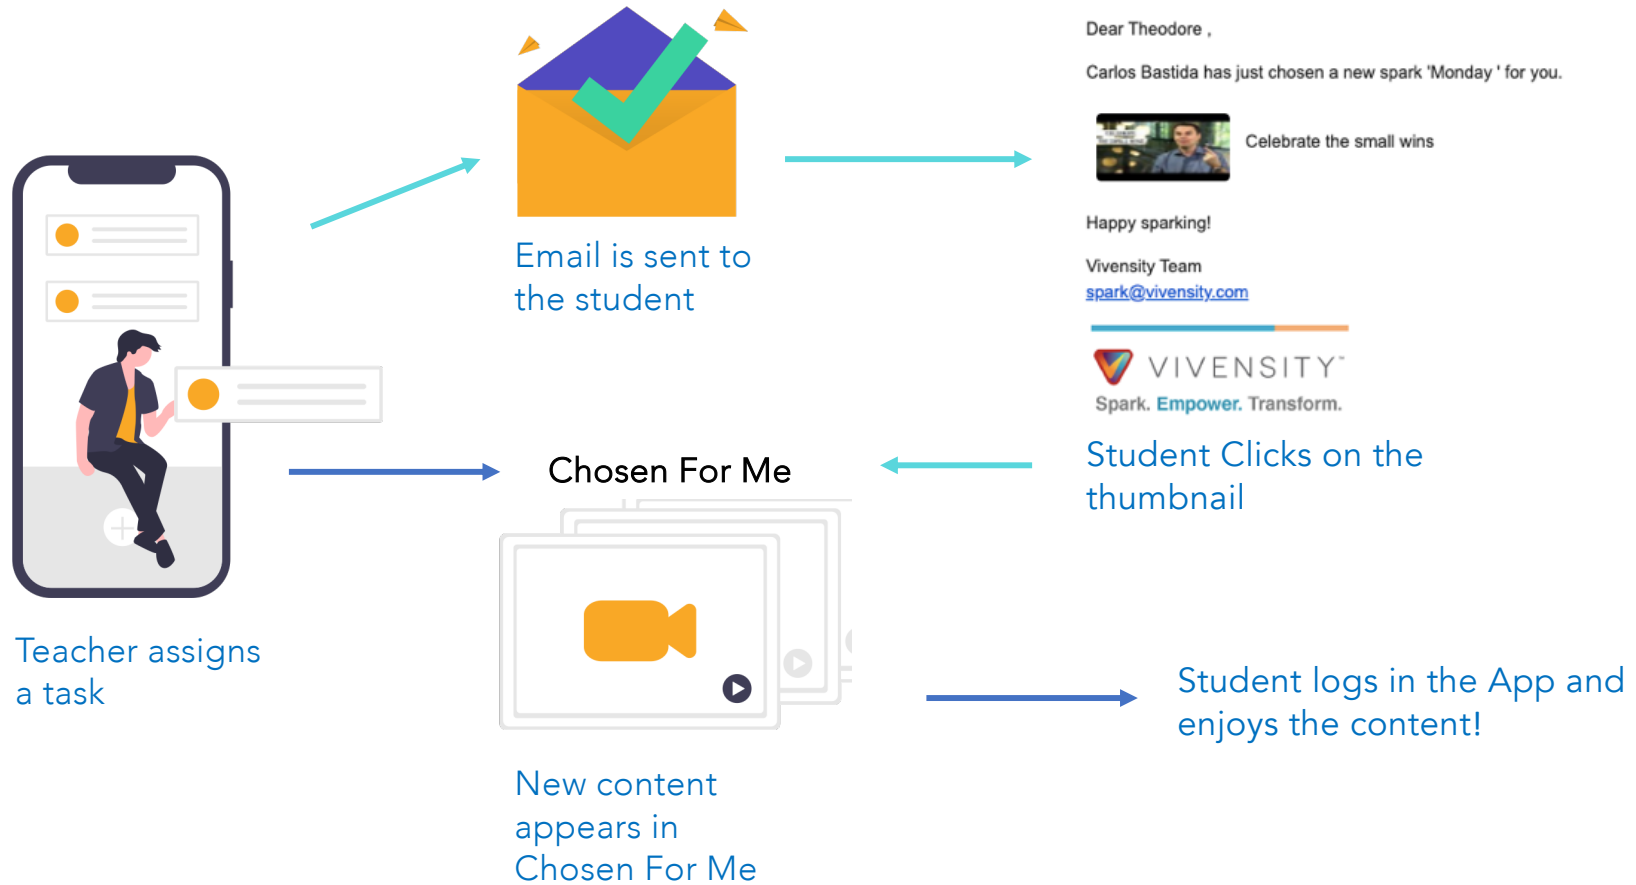 Dear Theodore ,
Carlos Bastida has just chosen a new spark 'Monday ' for you.
Celebrate the small wins
Happy sparking!
Vivensity Team
spark@vivensity.com
VIVENSITY™
Spark. Empower. Transform.
Email is sent to
the student
Student Clicks on the
thumbnail
Chosen For Me
Teacher assigns
a task
Student logs in the App and
enjoys the content!
New content
appears in
Chosen For Me